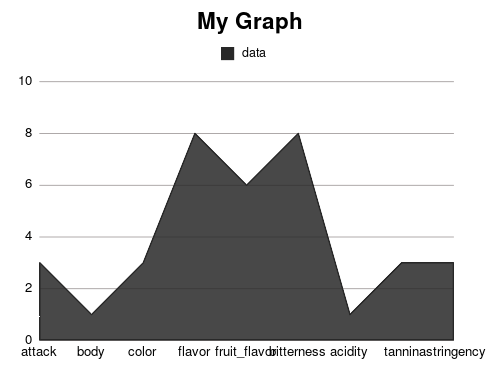 My Graph
data
10
8
6
4
2
0
attack body color flavor fruit_flavor bitterness acidity tannin astringency